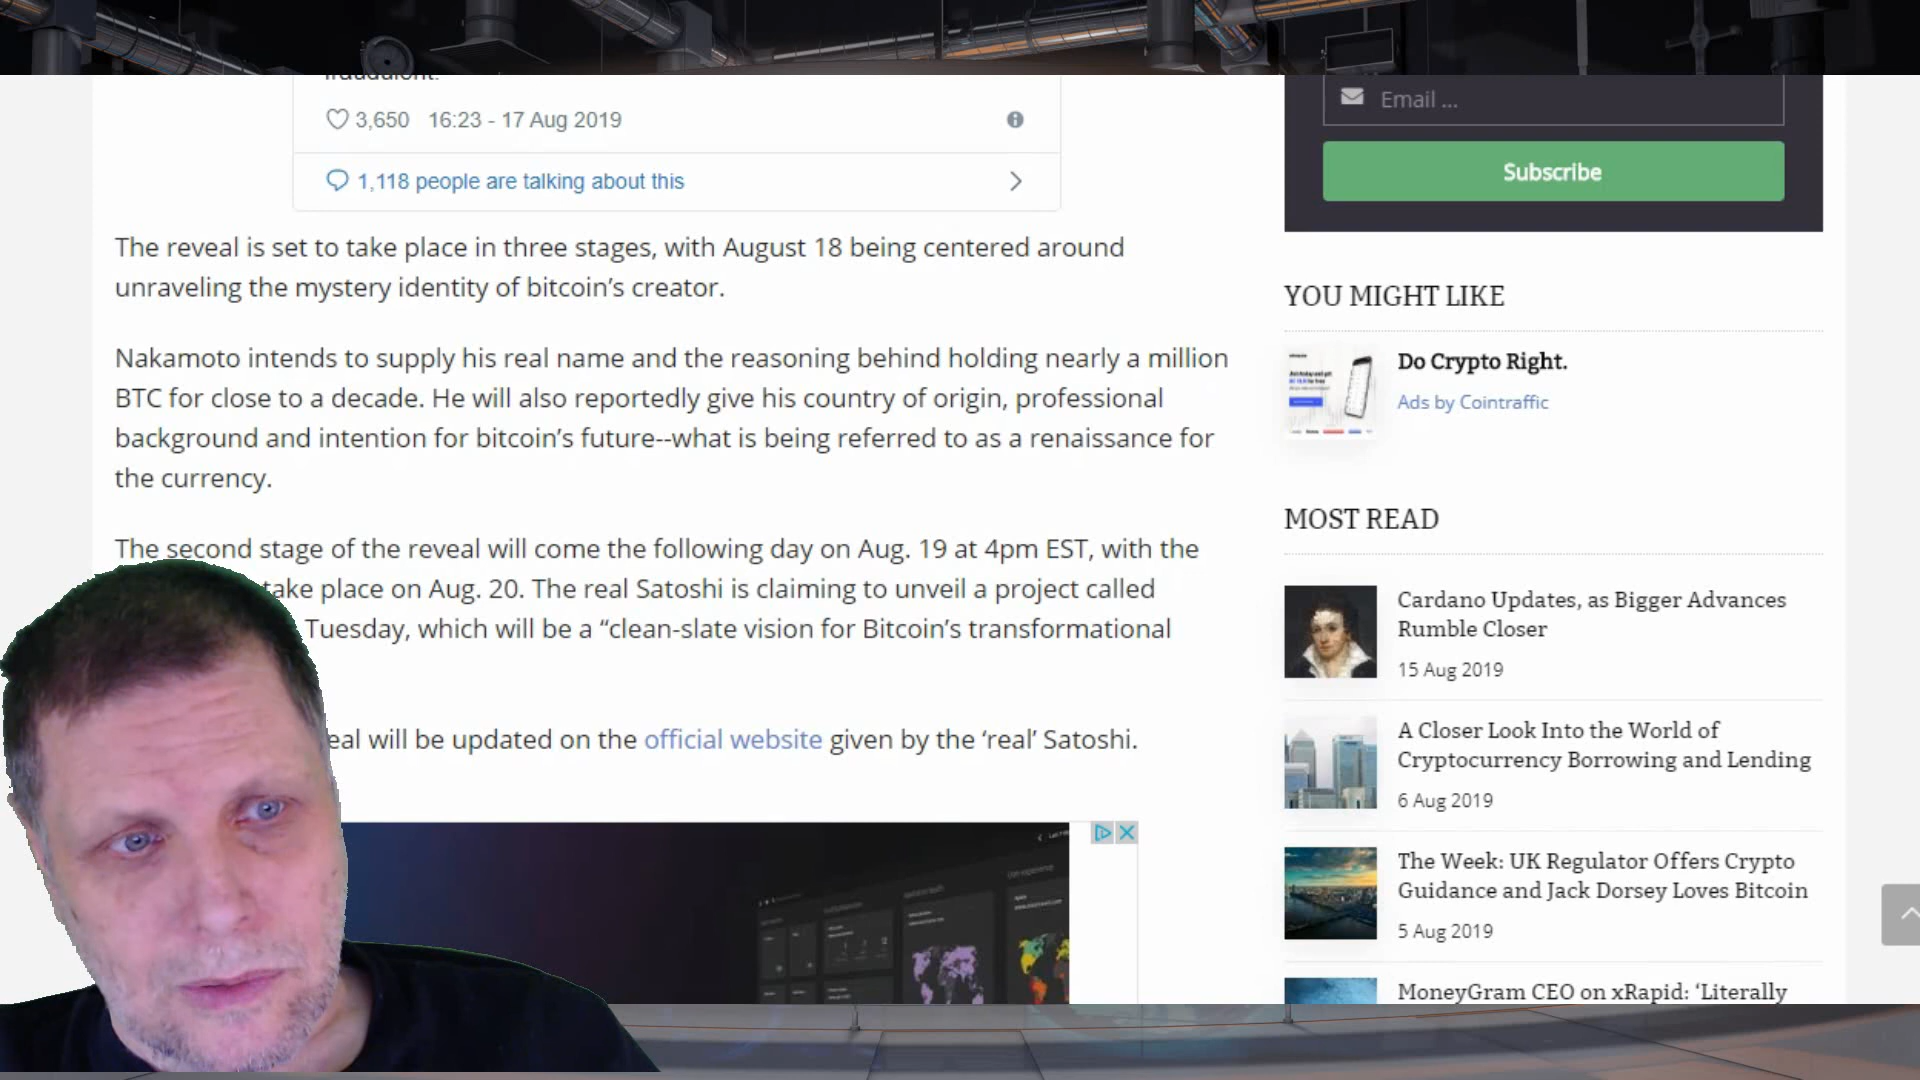 3,650 16:23 - 17 Aug 2019
1,118 people are talking about this
The reveal is set to take place in three stages, with August 18 being centered around
unraveling the mystery identity of bitcoin’s creator.
Nakamoto intends to supply his real name and the reasoning behind holding nearly a million
BTC for close to a decade. He will also reportedly give his country of origin, professional
background and intention for bitcoin’s future--what is being referred to as a renaissance for
the currency.
The second stage of the reveal will come the following day on Aug. 19 at 4pm EST, with the
take place on Aug. 20. The real Satoshi is claiming to unveil a project called
Tuesday, which will be a “clean-slate vision for Bitcoin’s transformational
will be updated on the official website given by the ‘real’ Satoshi.
Email ...
Subscribe
YOU MIGHT LIKE
Do Crypto Right.
Ads by Cointraffic
MOST READ
Cardano Updates, as Bigger Advances
Rumble Closer
15 Aug 2019
A Closer Look Into the World of
Cryptocurrency Borrowing and Lending
6 Aug 2019
The Week: UK Regulator Offers Crypto
Guidance and Jack Dorsey Loves Bitcoin
5 Aug 2019
MoneyGram CEO on xRapid: ‘Literally